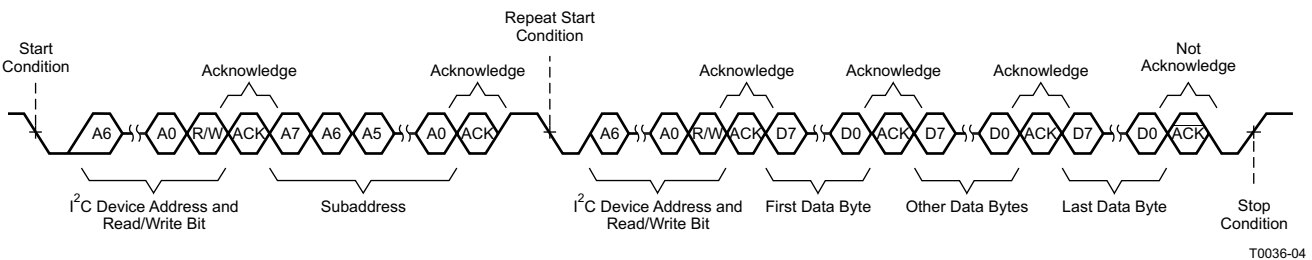 Repeat Start
Condition
Start
Condition
Not
Acknowledge
Acknowledge
Acknowledge
Acknowledge
Acknowledge
Acknowledge
A6 A0 R/W ACK A7 A6 A5 A0 ACK A6 A0 R/W ACK D7 D0 ACK D7 D0 ACK D7 D0 ACK
I2C Device Address and
Read/Write Bit
Subaddress
I2C Device Address and
Read/Write Bit
First Data Byte
Other Data Bytes
Last Data Byte
Stop
Condition
T0036-04